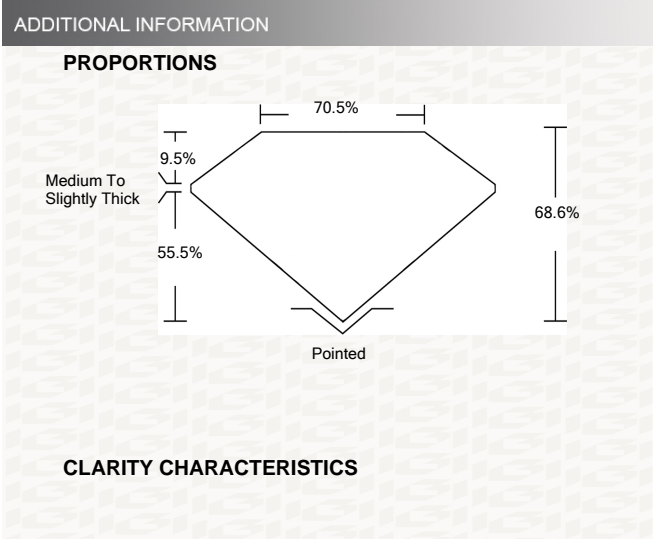 ADDITIONAL INFORMATION
PROPORTIONS
70.5%
9.5%
Medium To
Slightly Thick
68.6%
55.5%
Pointed
CLARITY CHARACTERISTICS